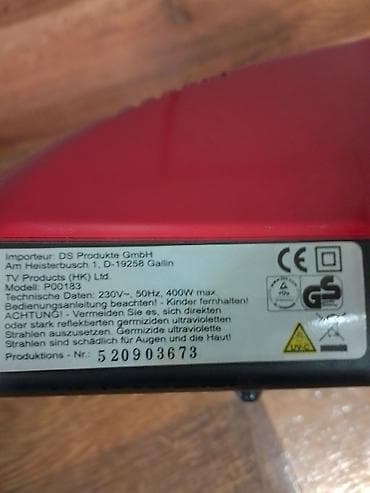 Importeur: DS Produkte GmbH
Am Heisterbusch 1, D-19258 Gallin
TV Products (HK) Ltd.
Modell: P00183
Technische Daten: 230V~, 50Hz, 400W max
Bedienungsanleitung beachten! - Kinder fernhalten!
ACHTUNG! - Vermeiden Sie es, sich direkten
oder stark reflektierten germiziden ultravioletten
Strahlen auszusetzen. Germizide ultraviolette
Strahlen sind schädlich für Augen und die Haut!
Produktions - Nr.: 520903673
CE
GS
UV-C